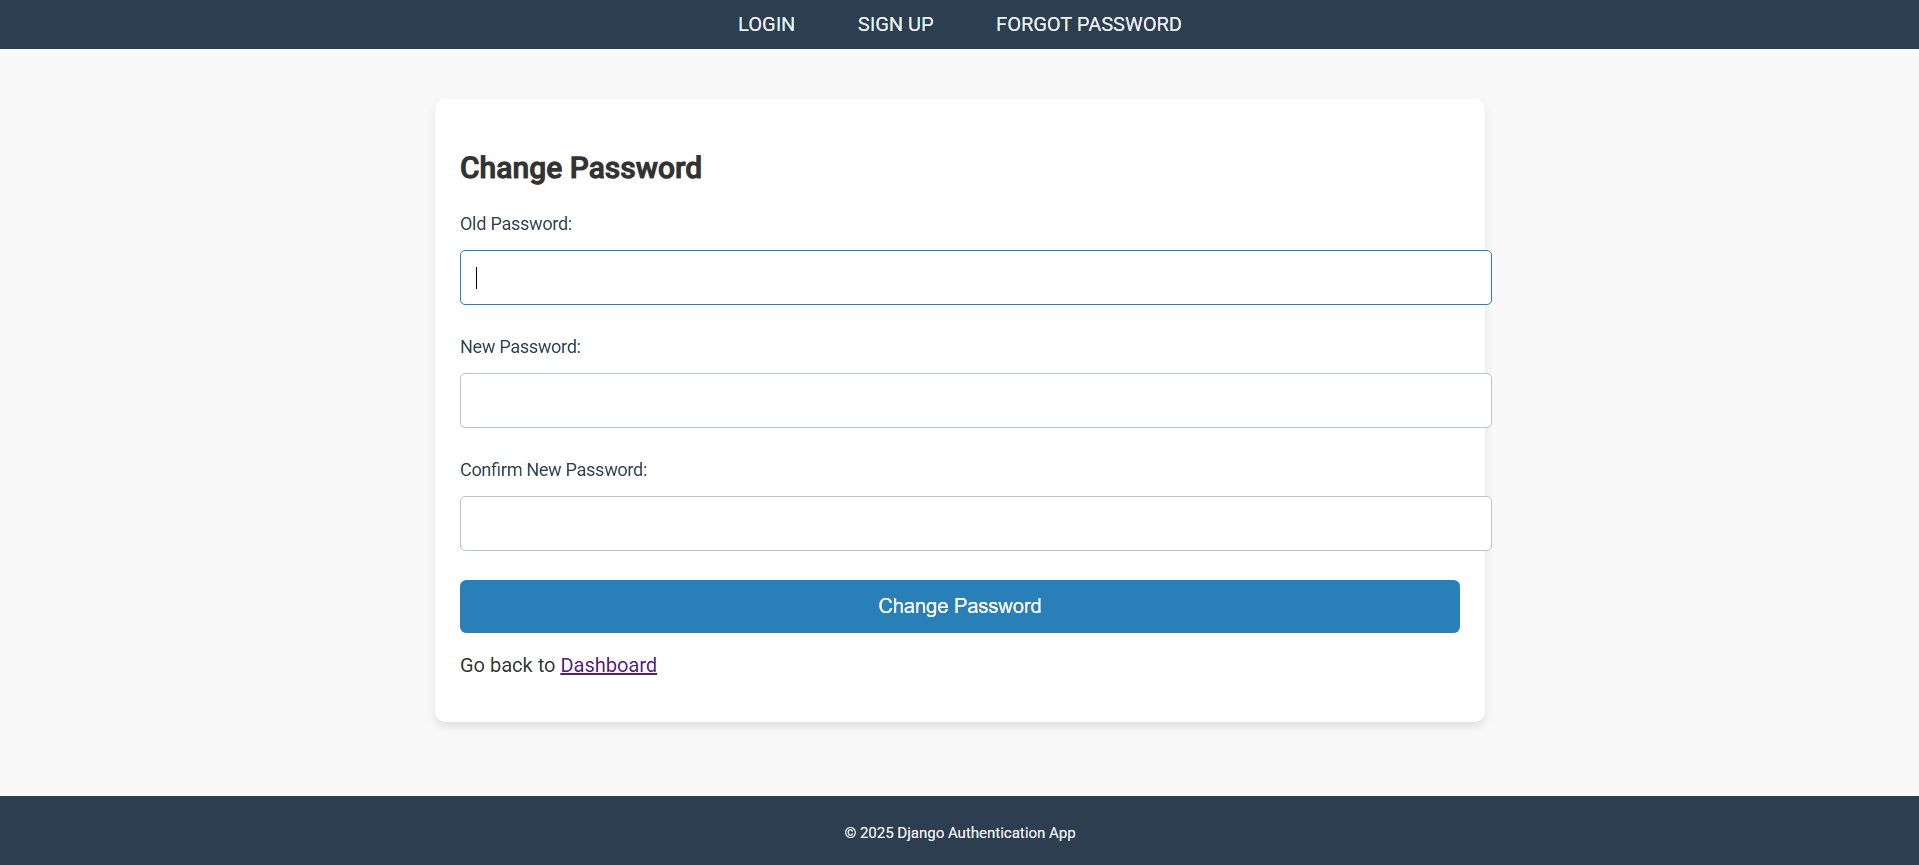 LOGIN SIGN UP FORGOT PASSWORD
Change Password
Old Password:
New Password:
Confirm New Password:
Change Password
Go back to Dashboard
© 2025 Django Authentication App